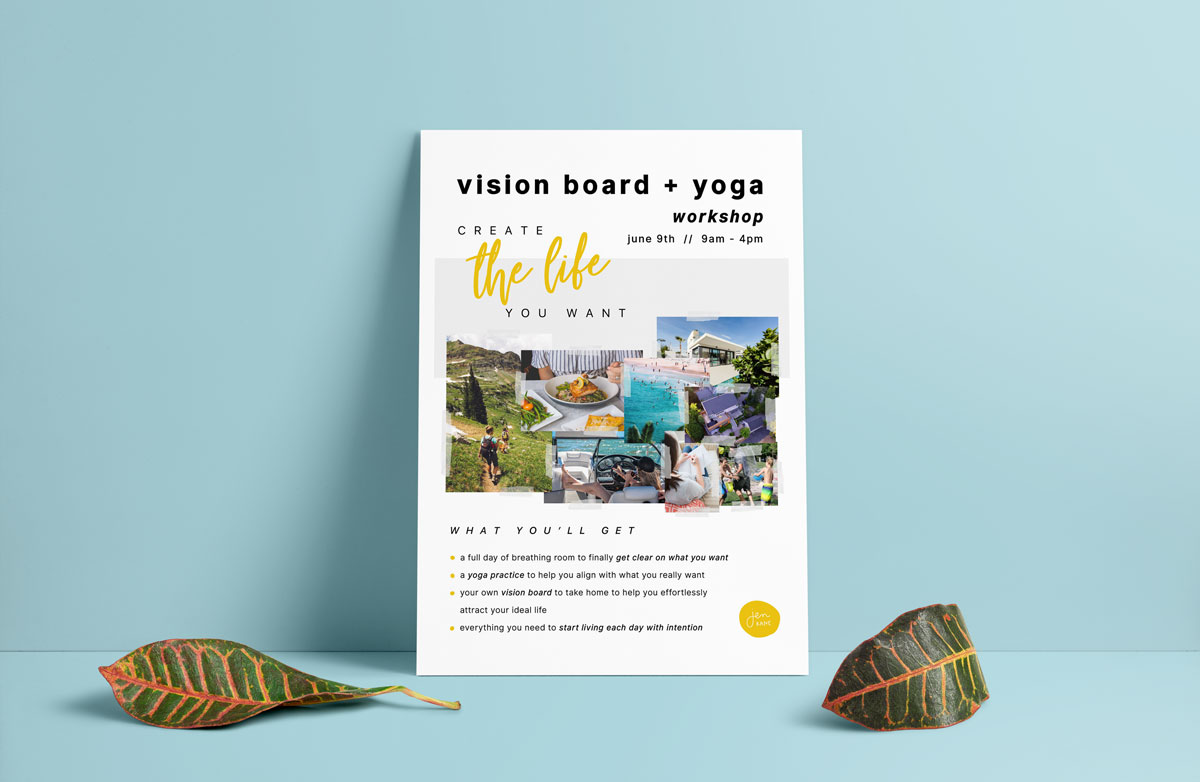 vision board + yoga
workshop
june 9th // 9am - 4pm
CREATE
the life
YOU WANT
WHAT YOU'LL GET
a full day of breathing room to finally get clear on what you want
a yoga practice to help you align with what you really want
your own vision board to take home to help you effortlessly
attract your ideal life
everything you need to start living each day with intention
jen